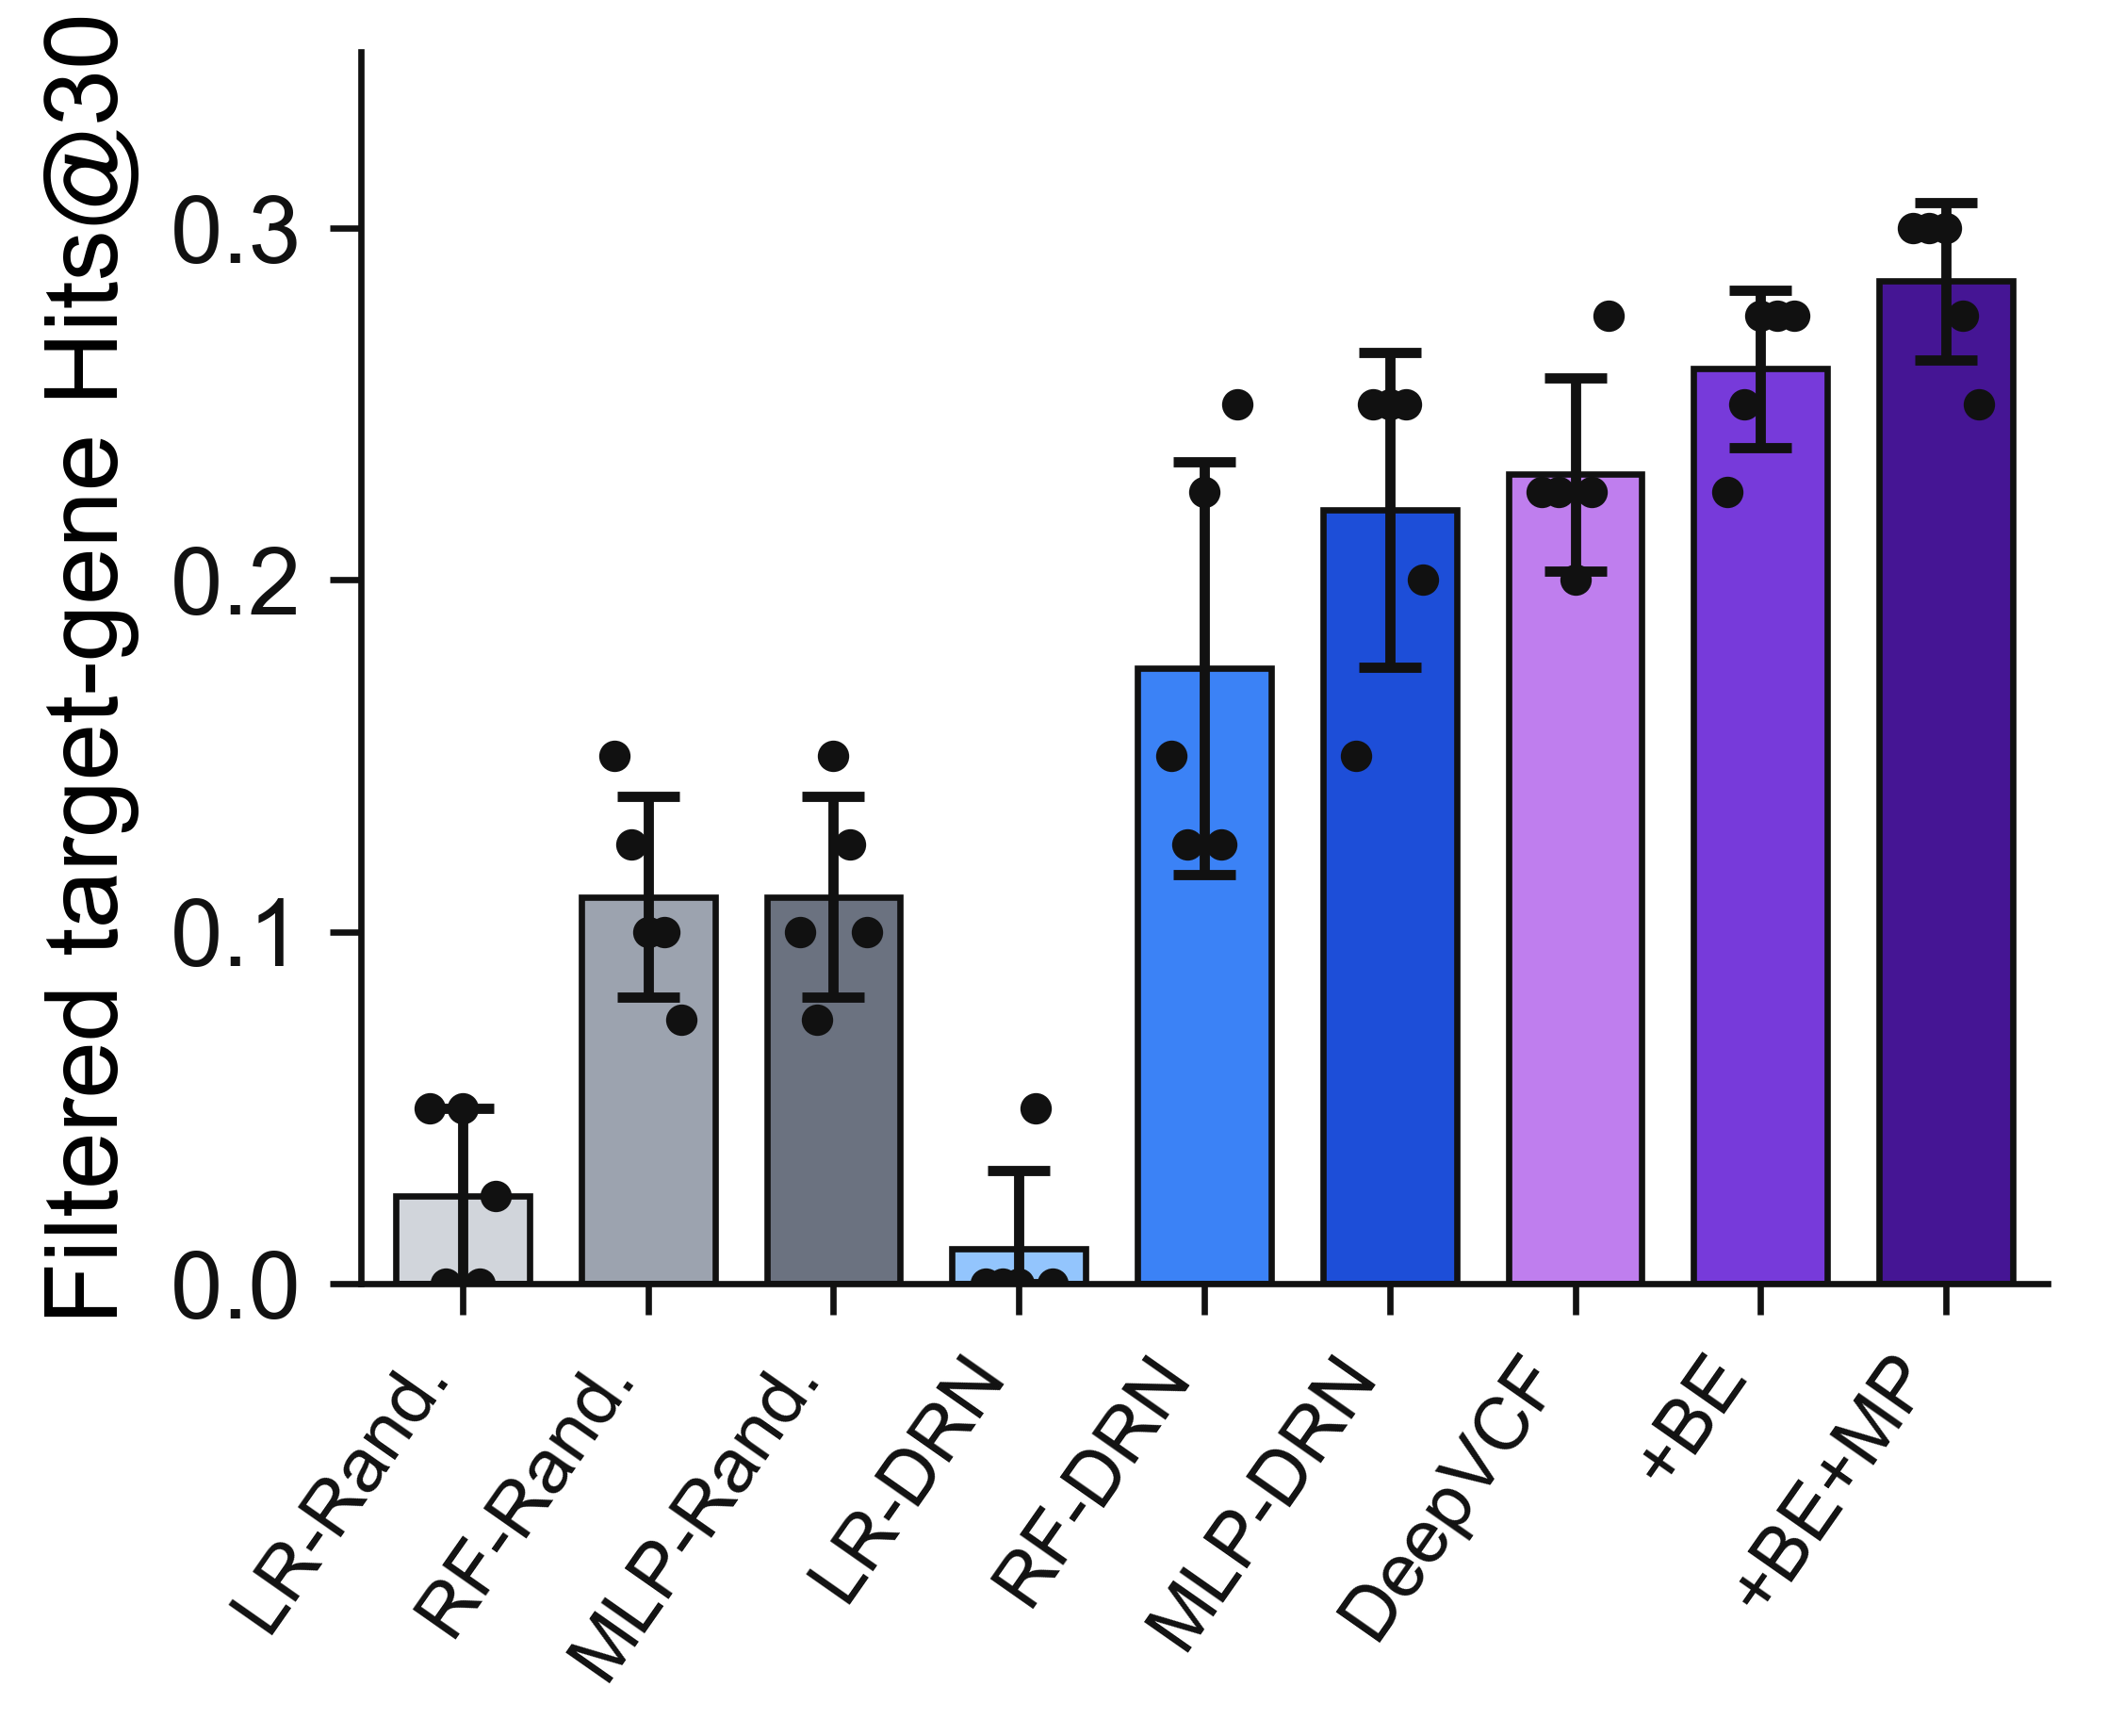 Filtered target-gene Hits@30
0.3
0.2
0.1
0.0
LR-Rand.
RF-Rand.
MLP-Rand.
LR-DRN
RF-DRN
MLP-DRN
DeepVCF
+BE
+BE+MP